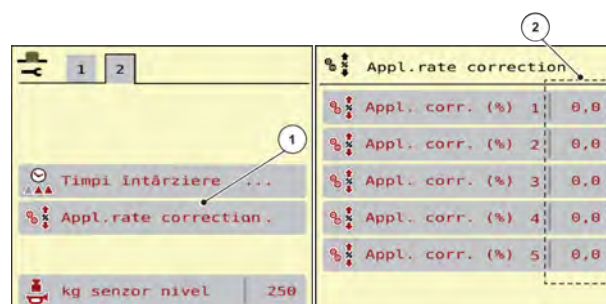 2
1 2
Appl.rate correction
Appl. corr. (%) 1 0,0
1
Appl. corr. (%) 2 0,0
Timpi întârziere ...
Appl. corr. (%) 3 0,0
Appl.rate correction.
Appl. corr. (%) 4 0,0
Appl. corr. (%) 5 0,0
kg senzor nivel 250